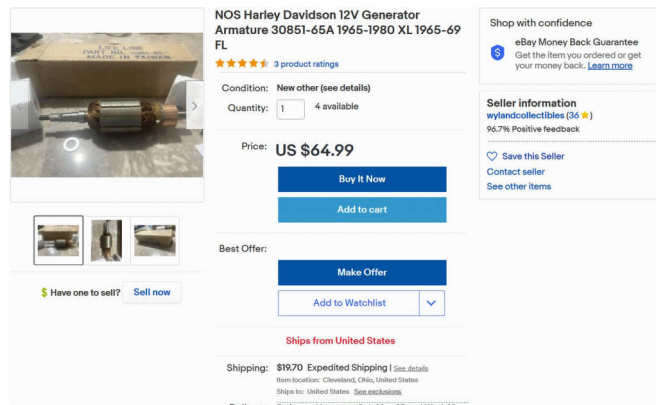 NOS Harley Davidson 12V Generator
Armature 30851-65A 1965-1980 XL 1965-69
FL
3 product ratings
Condition: New other (see details)
Quantity: 1 4 available
Price: US $64.99
Buy It Now
Add to cart
Best Offer:
Make Offer
Add to Watchlist
Ships from United States
Shipping: $19.70 Expedited Shipping | See details
Item location: Cleveland, Ohio, United States
Ships to: United States See exclusions
LIFE LINE
PART NO.
MADE IN TAIWAN
$ Have one to sell? Sell now
Shop with confidence
eBay Money Back Guarantee
Get the item you ordered or get
your money back. Learn more
Seller information
wylandcollectibles (36)
96.7% Positive feedback
Save this Seller
Contact seller
See other items